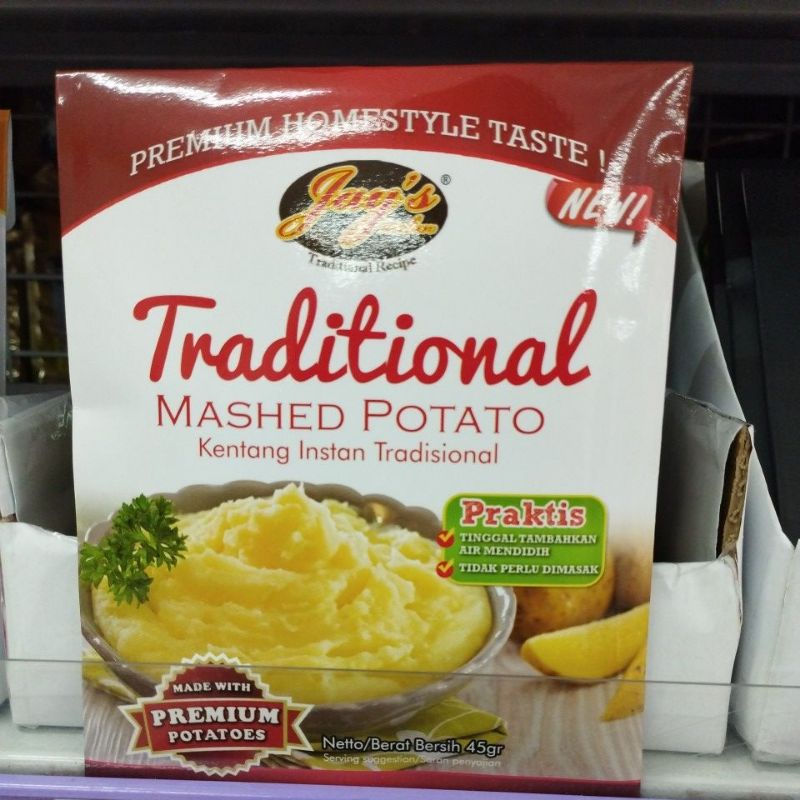 PREMIUM HOMESTYLE TASTE !
Jay's ®
Traditional Recipe
NEW!
Traditional
MASHED POTATO
Kentang Instan Tradisional
Praktis
TINGGAL TAMBAHKAN
AIR MENDIDIH
TIDAK PERLU DIMASAK
MADE WITH
PREMIUM
POTATOES
Netto/Berat Bersih 45gr
Serving suggestion/Saran penyajian